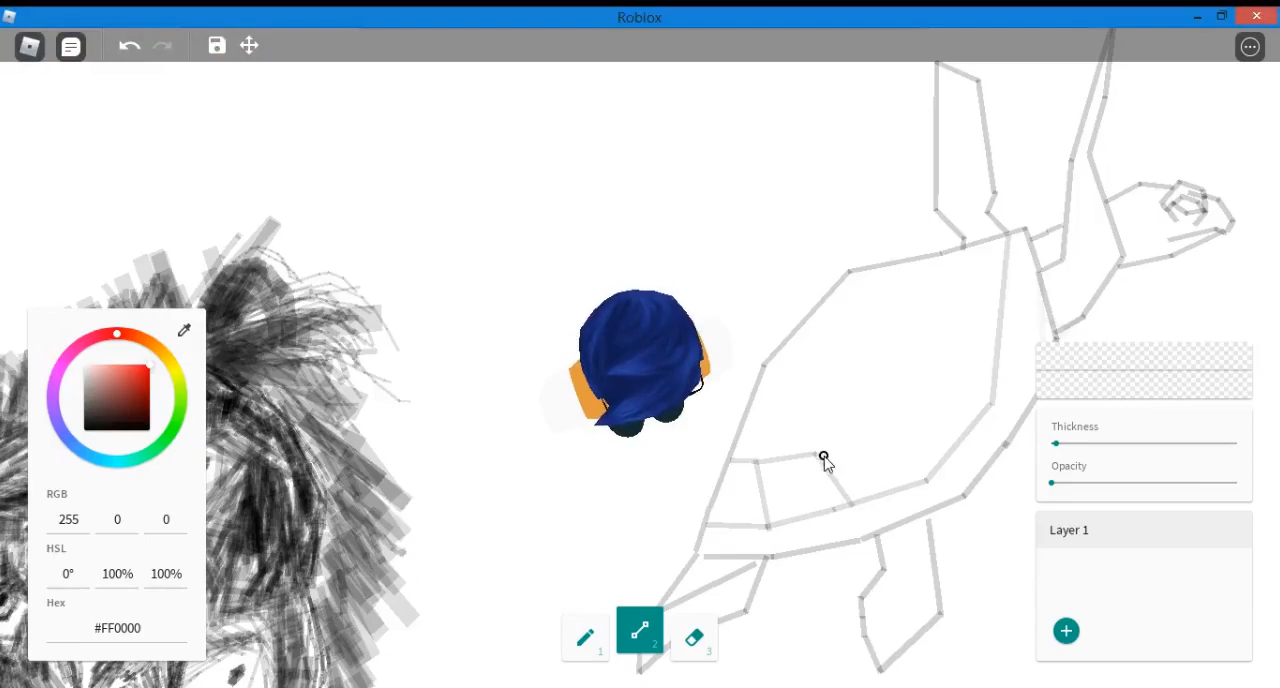 Roblox
RGB
255 0 0
HSL
0° 100% 100%
Hex
#FF0000
1 2 3
Thickness
Opacity
Layer 1